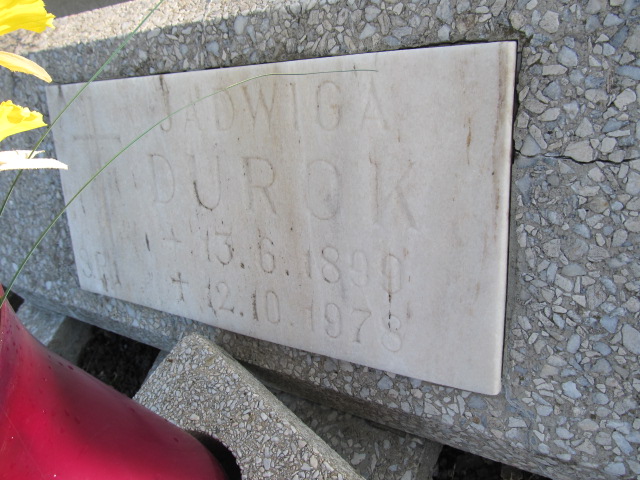 JADWIGA
DUROK
* 13.6.1890
Ś.P.
✝ 12.10.1978